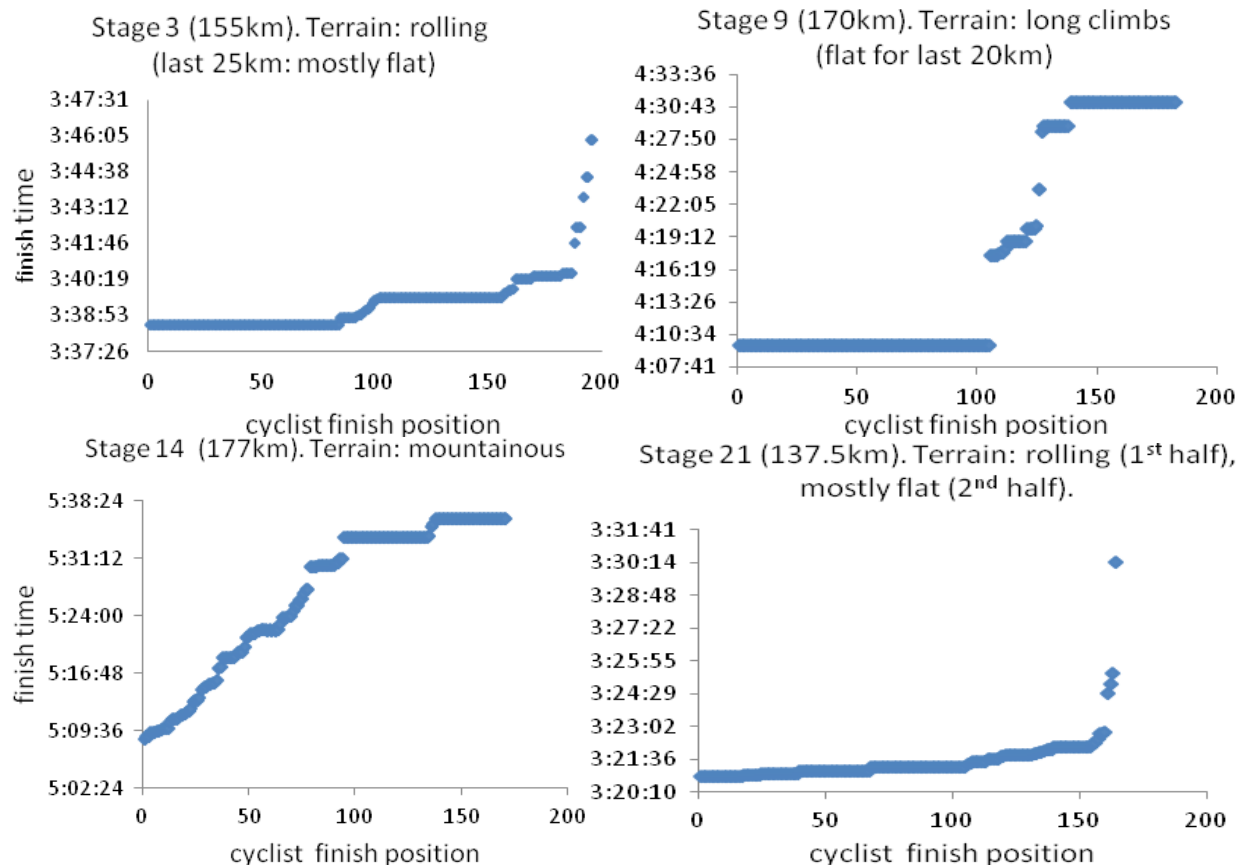 Stage 3 (155km). Terrain: rolling
(last 25km: mostly flat)
3:47:31
3:46:05
3:44:38
3:43:12
3:41:46
3:40:19
3:38:53
3:37:26
finish time
0 50 100 150 200
cyclist finish position
Stage 9 (170km). Terrain: long climbs
(flat for last 20km)
4:33:36
4:30:43
4:27:50
4:24:58
4:22:05
4:19:12
4:16:19
4:13:26
4:10:34
4:07:41
0 50 100 150 200
cyclist finish position
Stage 14 (177km). Terrain: mountainous
5:38:24
5:31:12
5:24:00
5:16:48
5:09:36
5:02:24
finish time
0 50 100 150 200
cyclist finish position
Stage 21 (137.5km). Terrain: rolling (1st half),
mostly flat (2nd half).
3:31:41
3:30:14
3:28:48
3:27:22
3:25:55
3:24:29
3:23:02
3:21:36
3:20:10
0 50 100 150 200
cyclist finish position